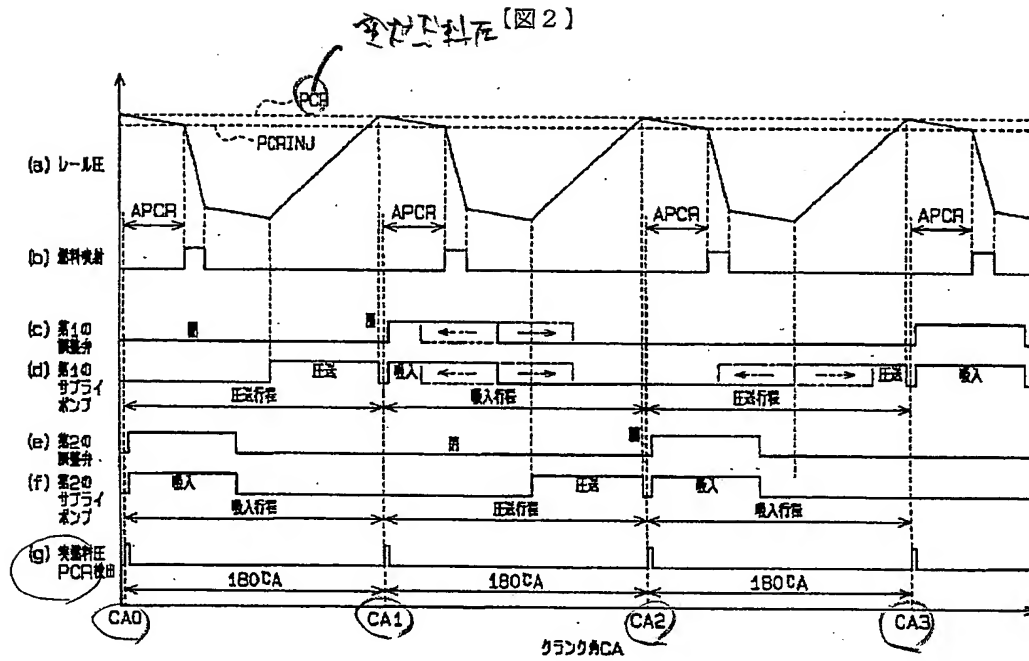 【図2】
実燃料圧
PCR
PCRINJ
(a) レール圧
APCR APCR APCR APCR
(b) 燃料噴射
(c) 第1の
調整弁
閉 開
(d) 第1の
サプライ
ポンプ
圧送 吸入 圧送 吸入
圧送行程 吸入行程 圧送行程
(e) 第2の
調整弁
閉 開
(f) 第2の
サプライ
ポンプ
吸入 圧送 吸入
吸入行程 圧送行程 吸入行程
(g) 実燃料圧
PCR検出
180℃A 180℃A 180℃A
CA0 CA1 CA2 CA3
クランク角CA